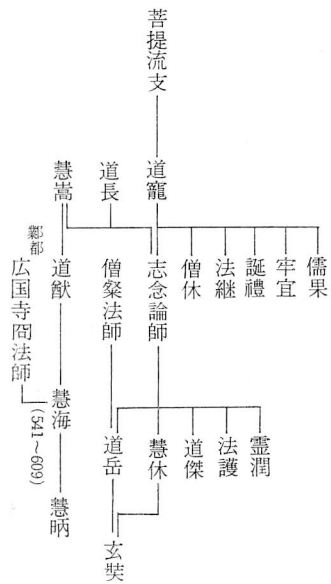 菩提流支
道寵
儒果
牢宜
誕禮
法継
僧休
志念論師
道長
慧嵩
霊潤
法護
道傑
慧休
道岳
僧粲法師
玄奘
道猷
鄴都
広国寺冏法師
慧海
(541〜609)
慧昞